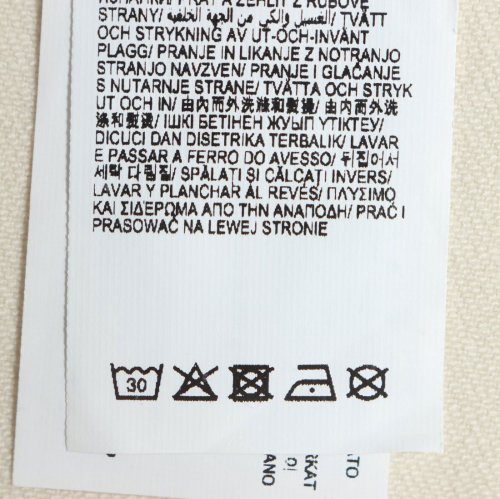 PRAT A ŽEHLIT Z RUBOVÉ
STRANY/ الغسيل والكي من الجهة الخلفيه/ TVÄTT
OCH STRYKNING AV UT-OCH-INVÄNT
PLAGG/ PRANJE IN LIKANJE Z NOTRANJO
STRANJO NAVZVEN/ PRANJE I GLAČANJE
S NUTARNJE STRANE/ TVÄTTA OCH STRYK
UT OCH IN/ 由內而外洗滌和熨燙/ 由内而外洗
涤和熨烫/ ІШКІ БЕТІНЕН ЖУЫП ҮТІКТЕУ/
DICUCI DAN DISETRIKA TERBALIK/ LAVAR
E PASSAR A FERRO DO AVESSO/ 뒤집어서
세탁 다림질/ SPĂLAȚI ȘI CĂLCAȚI INVERS/
LAVAR Y PLANCHAR AL REVÉS/ ΠΛΥΣΙΜΟ
ΚΑΙ ΣΙΔΕΡΩΜΑ ΑΠΟ ΤΗΝ ΑΝΑΠΟΔΗ/ PRAĆ I
PRASOWAĆ NA LEWEJ STRONIE
30